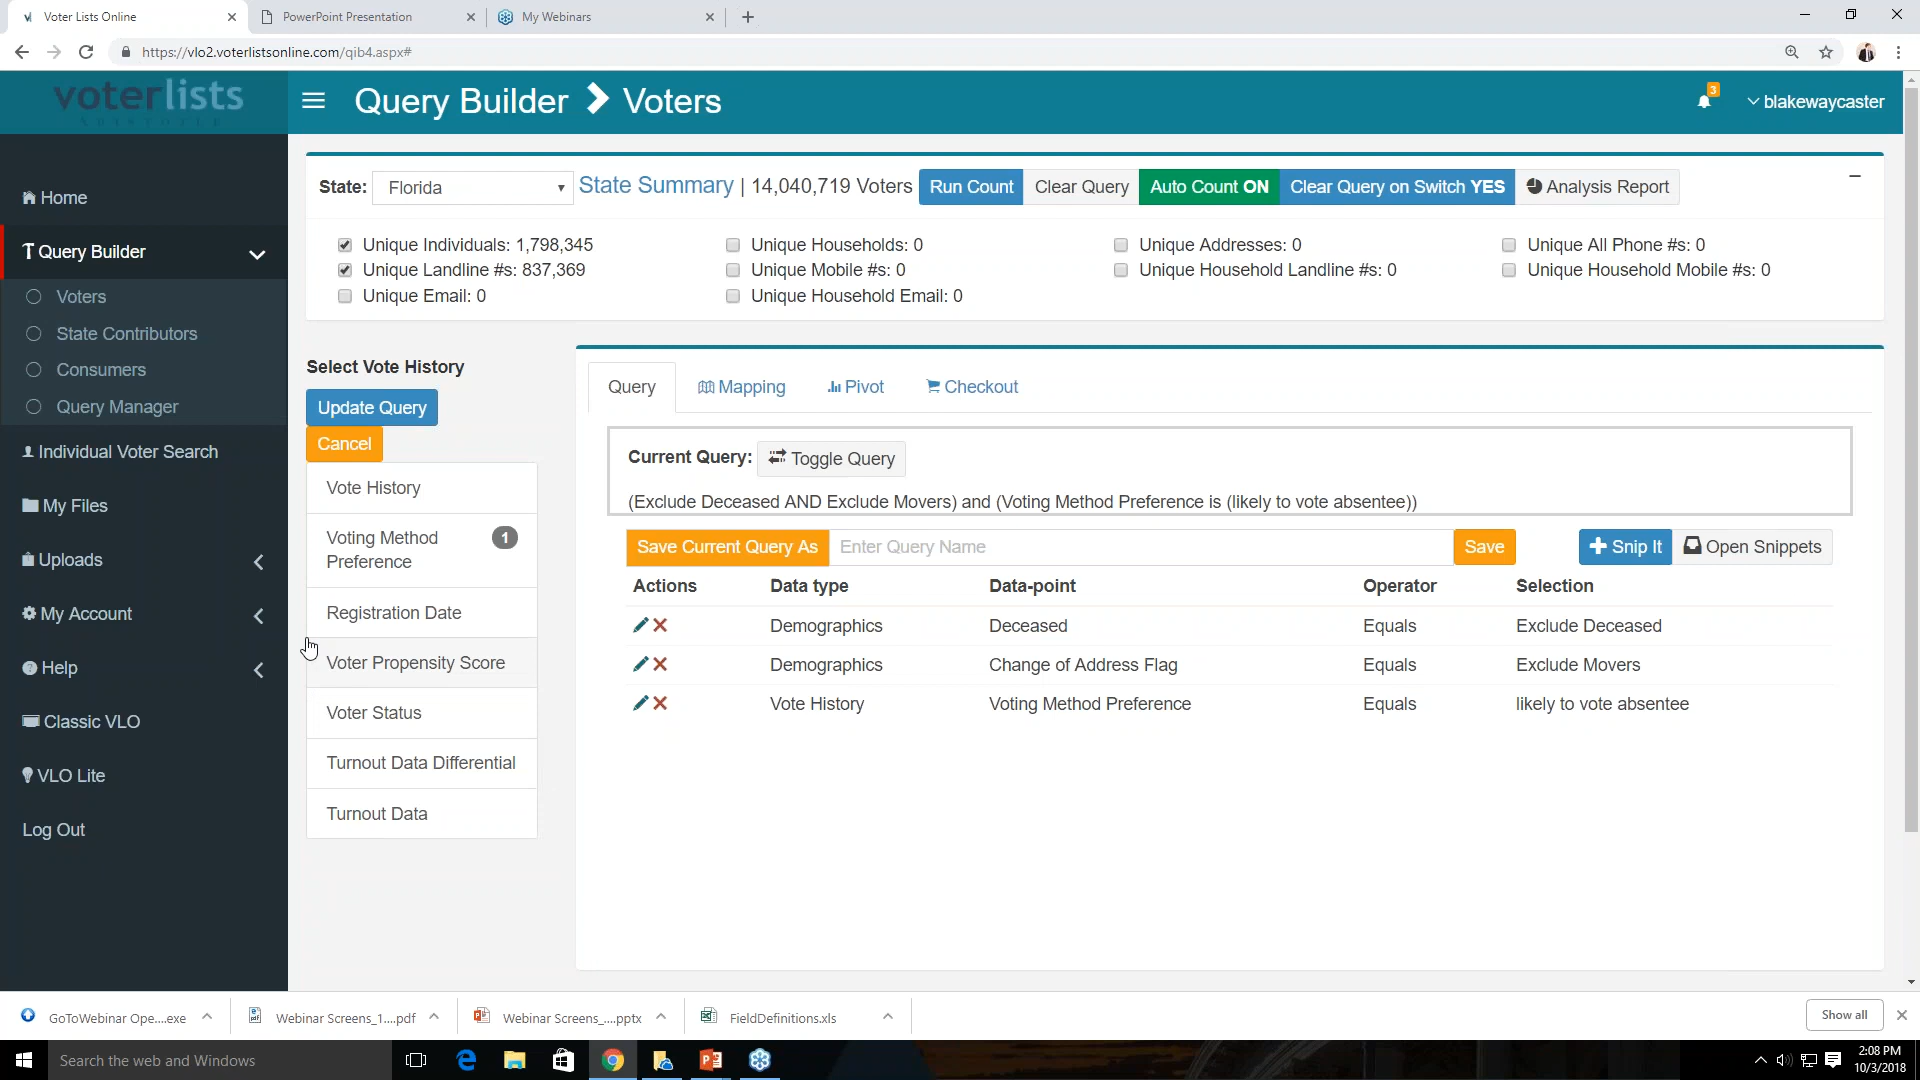 Voter Lists Online
PowerPoint Presentation
My Webinars
https://vlo2.voterlistsonline.com/qib4.aspx#
voterlists
ARISTOTLE
Query Builder
Voters
3
blakewaycaster
Home
Query Builder
Voters
State Contributors
Consumers
Query Manager
Individual Voter Search
My Files
Uploads
My Account
Help
Classic VLO
VLO Lite
Log Out
State: Florida State Summary | 14,040,719 Voters Run Count Clear Query Auto Count ON Clear Query on Switch YES Analysis Report
Unique Individuals: 1,798,345 Unique Households: 0 Unique Addresses: 0 Unique All Phone #s: 0
Unique Landline #s: 837,369 Unique Mobile #s: 0 Unique Household Landline #s: 0 Unique Household Mobile #s: 0
Unique Email: 0 Unique Household Email: 0
Select Vote History
Update Query
Cancel
Vote History
Voting Method
Preference
1
Registration Date
Voter Propensity Score
Voter Status
Turnout Data Differential
Turnout Data
Query Mapping Pivot Checkout
Current Query: Toggle Query
(Exclude Deceased AND Exclude Movers) and (Voting Method Preference is (likely to vote absentee))
Save Current Query As Enter Query Name Save Snip It Open Snippets
Actions Data type Data-point Operator Selection
Demographics Deceased Equals Exclude Deceased
Demographics Change of Address Flag Equals Exclude Movers
Vote History Voting Method Preference Equals likely to vote absentee
GoToWebinar Ope....exe
Webinar Screens_1....pdf
Webinar Screens_....pptx
FieldDefinitions.xls
Show all
Search the web and Windows
2:08 PM
10/3/2018